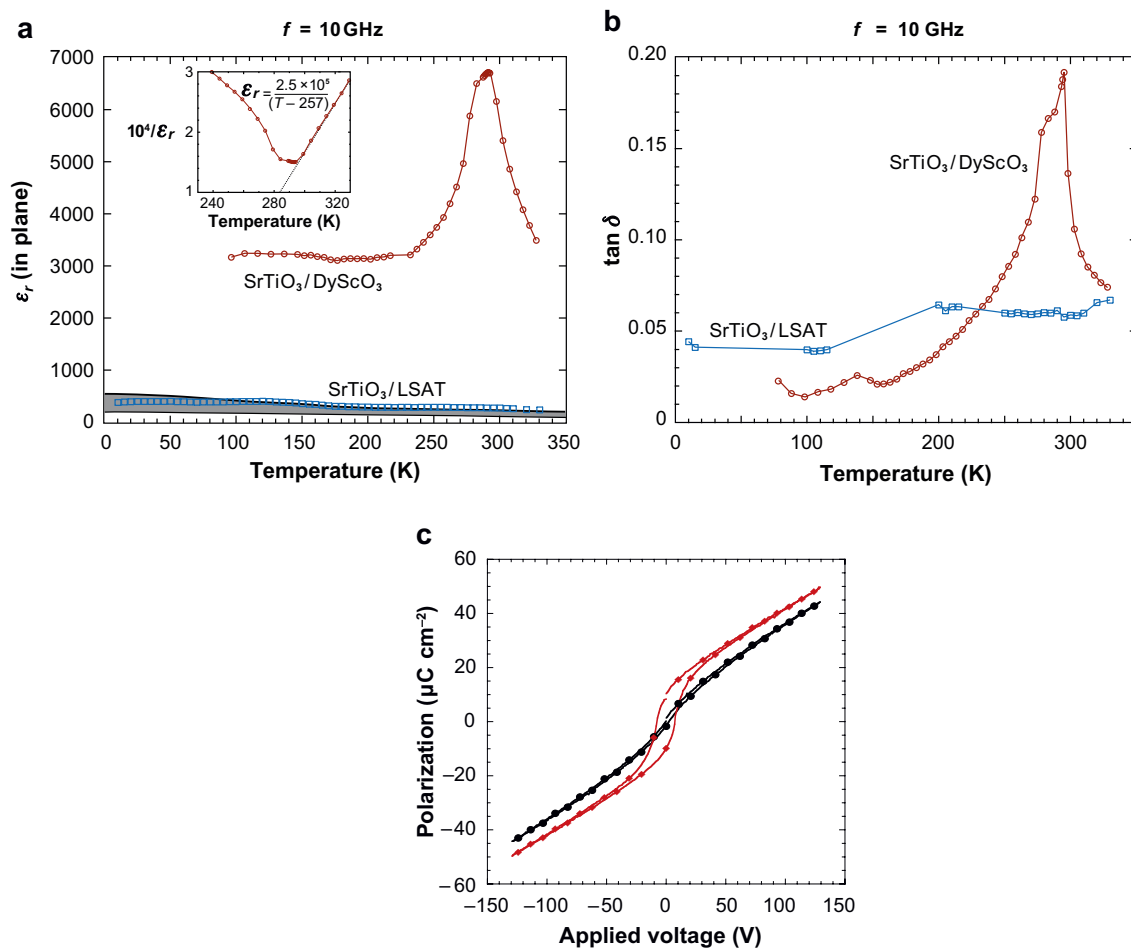 a
f = 10 GHz
7000
6000
5000
4000
3000
2000
1000
0
εr (in plane)
0 50 100 150 200 250 300 350
Temperature (K)
3
2
1
10⁴/εr
εr = 2.5 × 10⁵
(T – 257)
240 280 320
Temperature (K)
SrTiO₃/DyScO₃
SrTiO₃/LSAT
b
f = 10 GHz
0.20
0.15
0.10
0.05
0
tan δ
0 100 200 300
Temperature (K)
SrTiO₃/DyScO₃
SrTiO₃/LSAT
c
60
40
20
0
–20
–40
–60
Polarization (μC cm⁻²)
–150 –100 –50 0 50 100 150
Applied voltage (V)